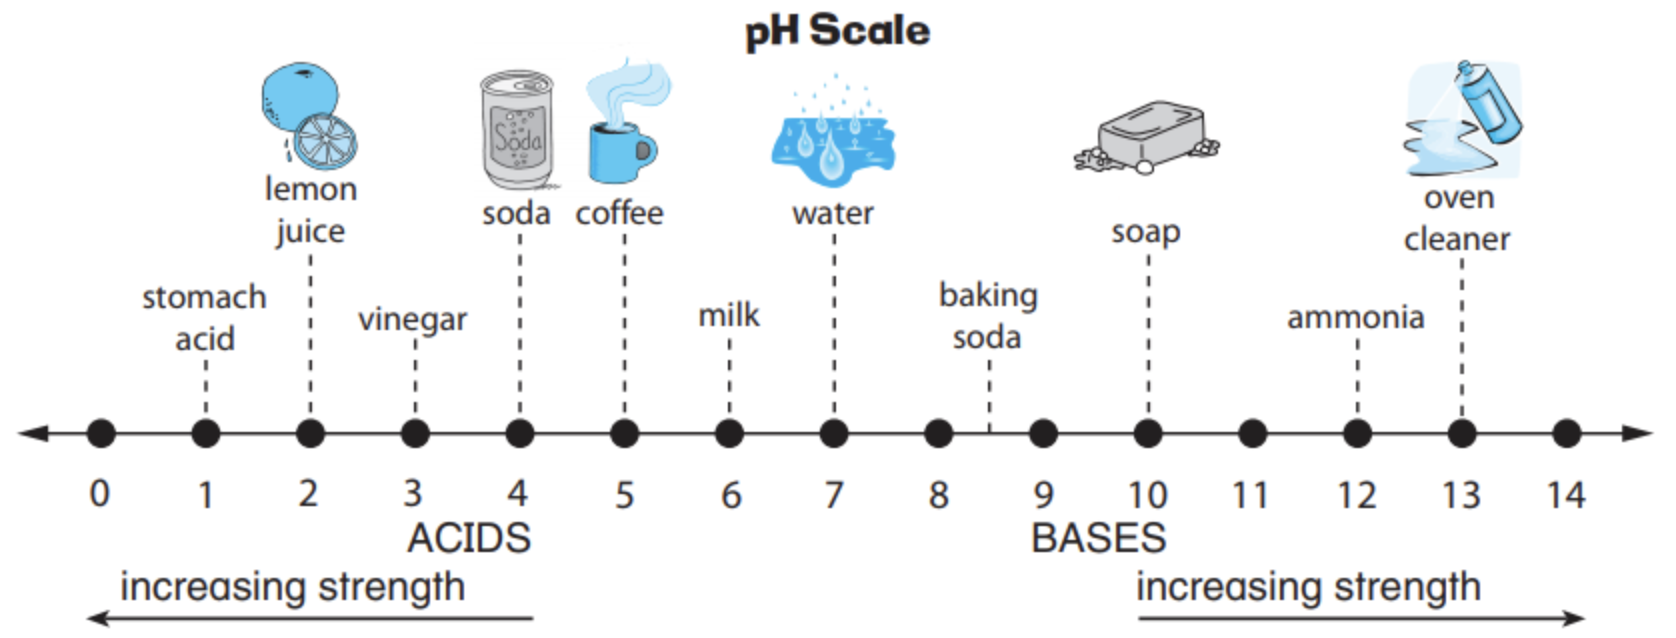 pH Scale
Soda
lemon
juice
soda
coffee
water
soap
oven
cleaner
stomach
acid
vinegar
milk
baking
soda
ammonia
0 1 2 3 4 5 6 7 8 9 10 11 12 13 14
ACIDS
BASES
increasing strength
increasing strength